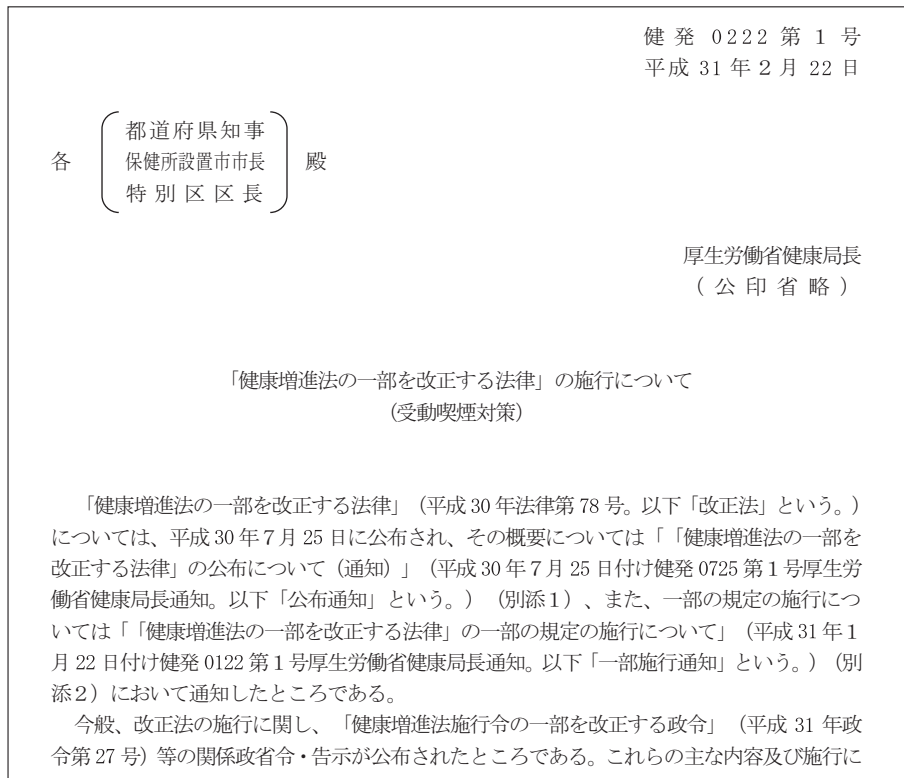 健発 0222 第１号
平成 31 年２月 22 日
都道府県知事
各 保健所設置市市長 殿
特別区区長
厚生労働省健康局長
（公印省略）
「健康増進法の一部を改正する法律」の施行について
（受動喫煙対策）
「健康増進法の一部を改正する法律」（平成 30 年法律第 78 号。以下「改正法」という。）
については、平成 30 年７月 25 日に公布され、その概要については「「健康増進法の一部を
改正する法律」の公布について（通知）」（平成 30 年７月 25 日付け健発 0725 第１号厚生労
働省健康局長通知。以下「公布通知」という。）（別添１）、また、一部の規定の施行につ
いては「「健康増進法の一部を改正する法律」の一部の規定の施行について」（平成 31 年１
月 22 日付け健発 0122 第１号厚生労働省健康局長通知。以下「一部施行通知」という。）（別
添２）において通知したところである。
今般、改正法の施行に関し、「健康増進法施行令の一部を改正する政令」（平成 31 年政
令第 27 号）等の関係政省令・告示が公布されたところである。これらの主な内容及び施行に